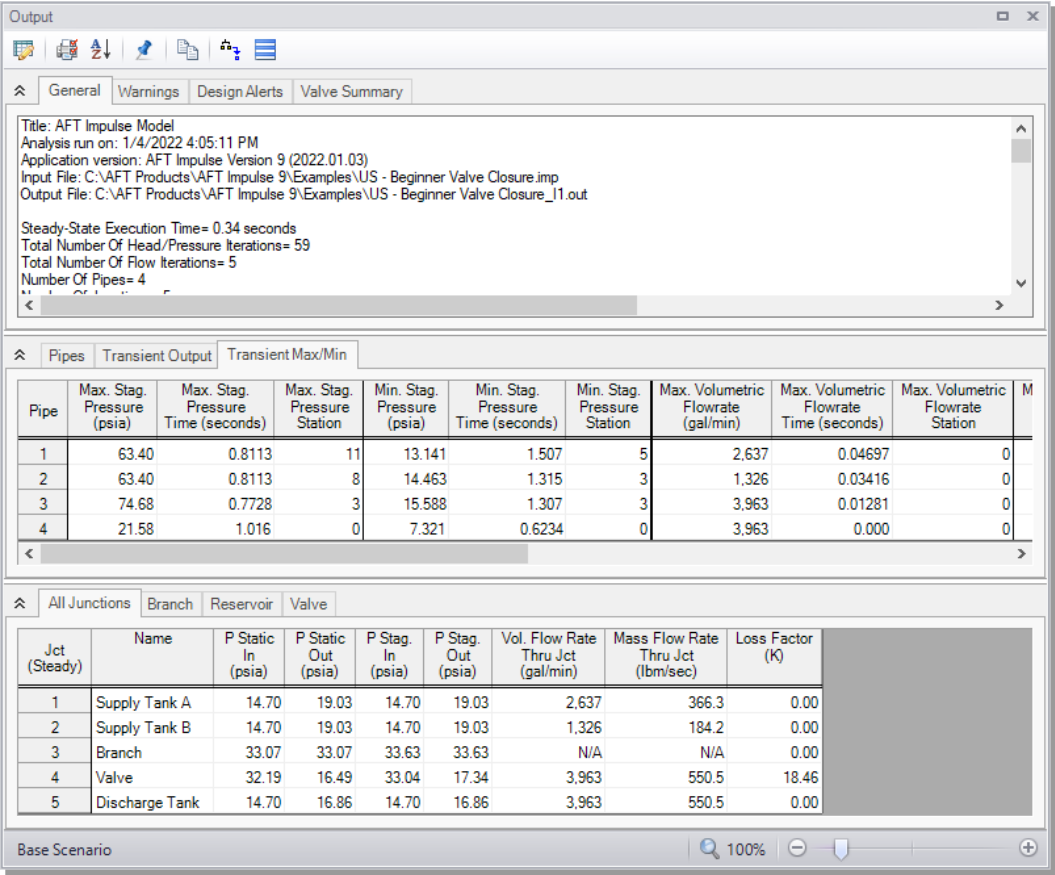 Output
General Warnings Design Alerts Valve Summary
Title: AFT Impulse Model
Analysis run on: 1/4/2022 4:05:11 PM
Application version: AFT Impulse Version 9 (2022.01.03)
Input File: C:\AFT Products\AFT Impulse 9\Examples\US - Beginner Valve Closure.imp
Output File: C:\AFT Products\AFT Impulse 9\Examples\US - Beginner Valve Closure_I1.out
Steady-State Execution Time= 0.34 seconds
Total Number Of Head/Pressure Iterations= 59
Total Number Of Flow Iterations= 5
Number Of Pipes= 4
Pipes Transient Output Transient Max/Min
Pipe Max. Stag. Pressure (psia) Max. Stag. Pressure Time (seconds) Max. Stag. Pressure Station Min. Stag. Pressure (psia) Min. Stag. Pressure Time (seconds) Min. Stag. Pressure Station Max. Volumetric Flowrate (gal/min) Max. Volumetric Flowrate Time (seconds) Max. Volumetric Flowrate Station M
1 63.40 0.8113 11 13.141 1.507 5 2,637 0.04697 0
2 63.40 0.8113 8 14.463 1.315 3 1,326 0.03416 0
3 74.68 0.7728 3 15.588 1.307 3 3,963 0.01281 0
4 21.58 1.016 0 7.321 0.6234 0 3,963 0.000 0
All Junctions Branch Reservoir Valve
Jct (Steady) Name P Static In (psia) P Static Out (psia) P Stag. In (psia) P Stag. Out (psia) Vol. Flow Rate Thru Jct (gal/min) Mass Flow Rate Thru Jct (lbm/sec) Loss Factor (K)
1 Supply Tank A 14.70 19.03 14.70 19.03 2,637 366.3 0.00
2 Supply Tank B 14.70 19.03 14.70 19.03 1,326 184.2 0.00
3 Branch 33.07 33.07 33.63 33.63 N/A N/A 0.00
4 Valve 32.19 16.49 33.04 17.34 3,963 550.5 18.46
5 Discharge Tank 14.70 16.86 14.70 16.86 3,963 550.5 0.00
Base Scenario 100%